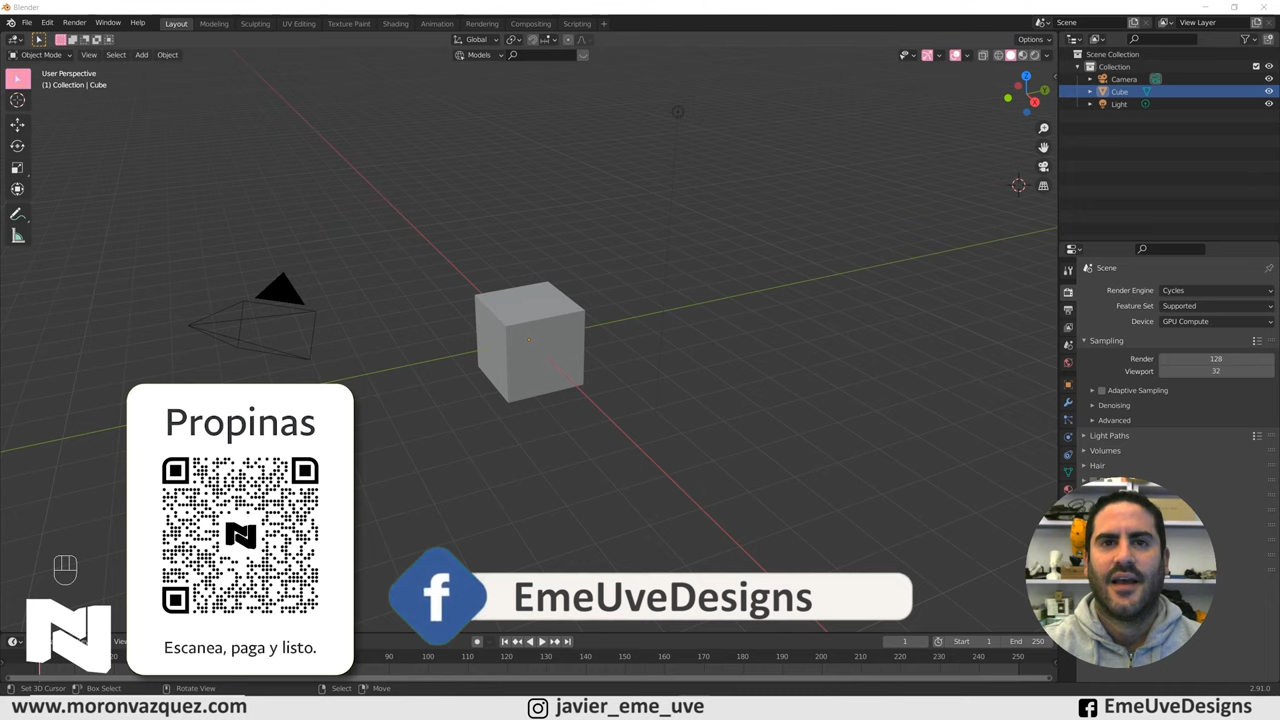 Blender
File Edit Render Window Help
Layout Modeling Sculpting UV Editing Texture Paint Shading Animation Rendering Compositing Scripting +
Scene
View Layer
Global
Options
Object Mode View Select Add Object
Models
User Perspective
(1) Collection | Cube
Z
Y
X
Scene Collection
Collection
Camera
Cube
Light
Scene
Render Engine Cycles
Feature Set Supported
Device GPU Compute
Sampling
Render 128
Viewport 32
Adaptive Sampling
Denoising
Advanced
Light Paths
Volumes
Hair
Propinas
N
Escanea, paga y listo.
f EmeUveDesigns
N
1 Start 1 End 250
90 100 110 120 130 140 150 160 170 180 190 200 210 220 230 240 250
Set 3D Cursor Box Select Rotate View Select Move 2.91.0
www.moronvazquez.com javier_eme_uve EmeUveDesigns